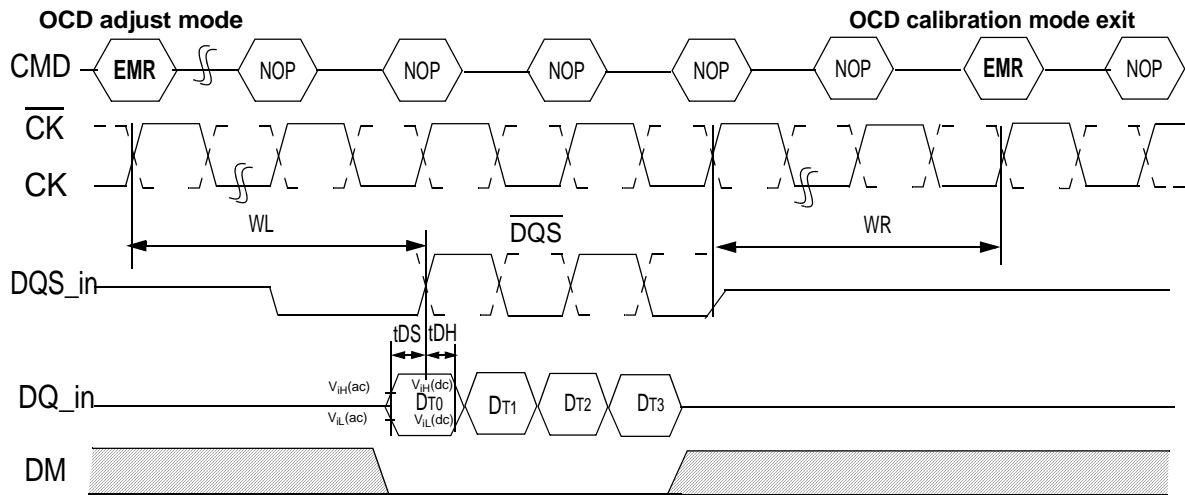 OCD adjust mode OCD calibration mode exit
CMD EMR NOP NOP NOP NOP NOP EMR NOP
CK
CK
WL DQS WR
DQS_in
tDS tDH
ViH(ac) ViH(dc)
DQ_in DT0 DT1 DT2 DT3
ViL(ac) ViL(dc)
DM